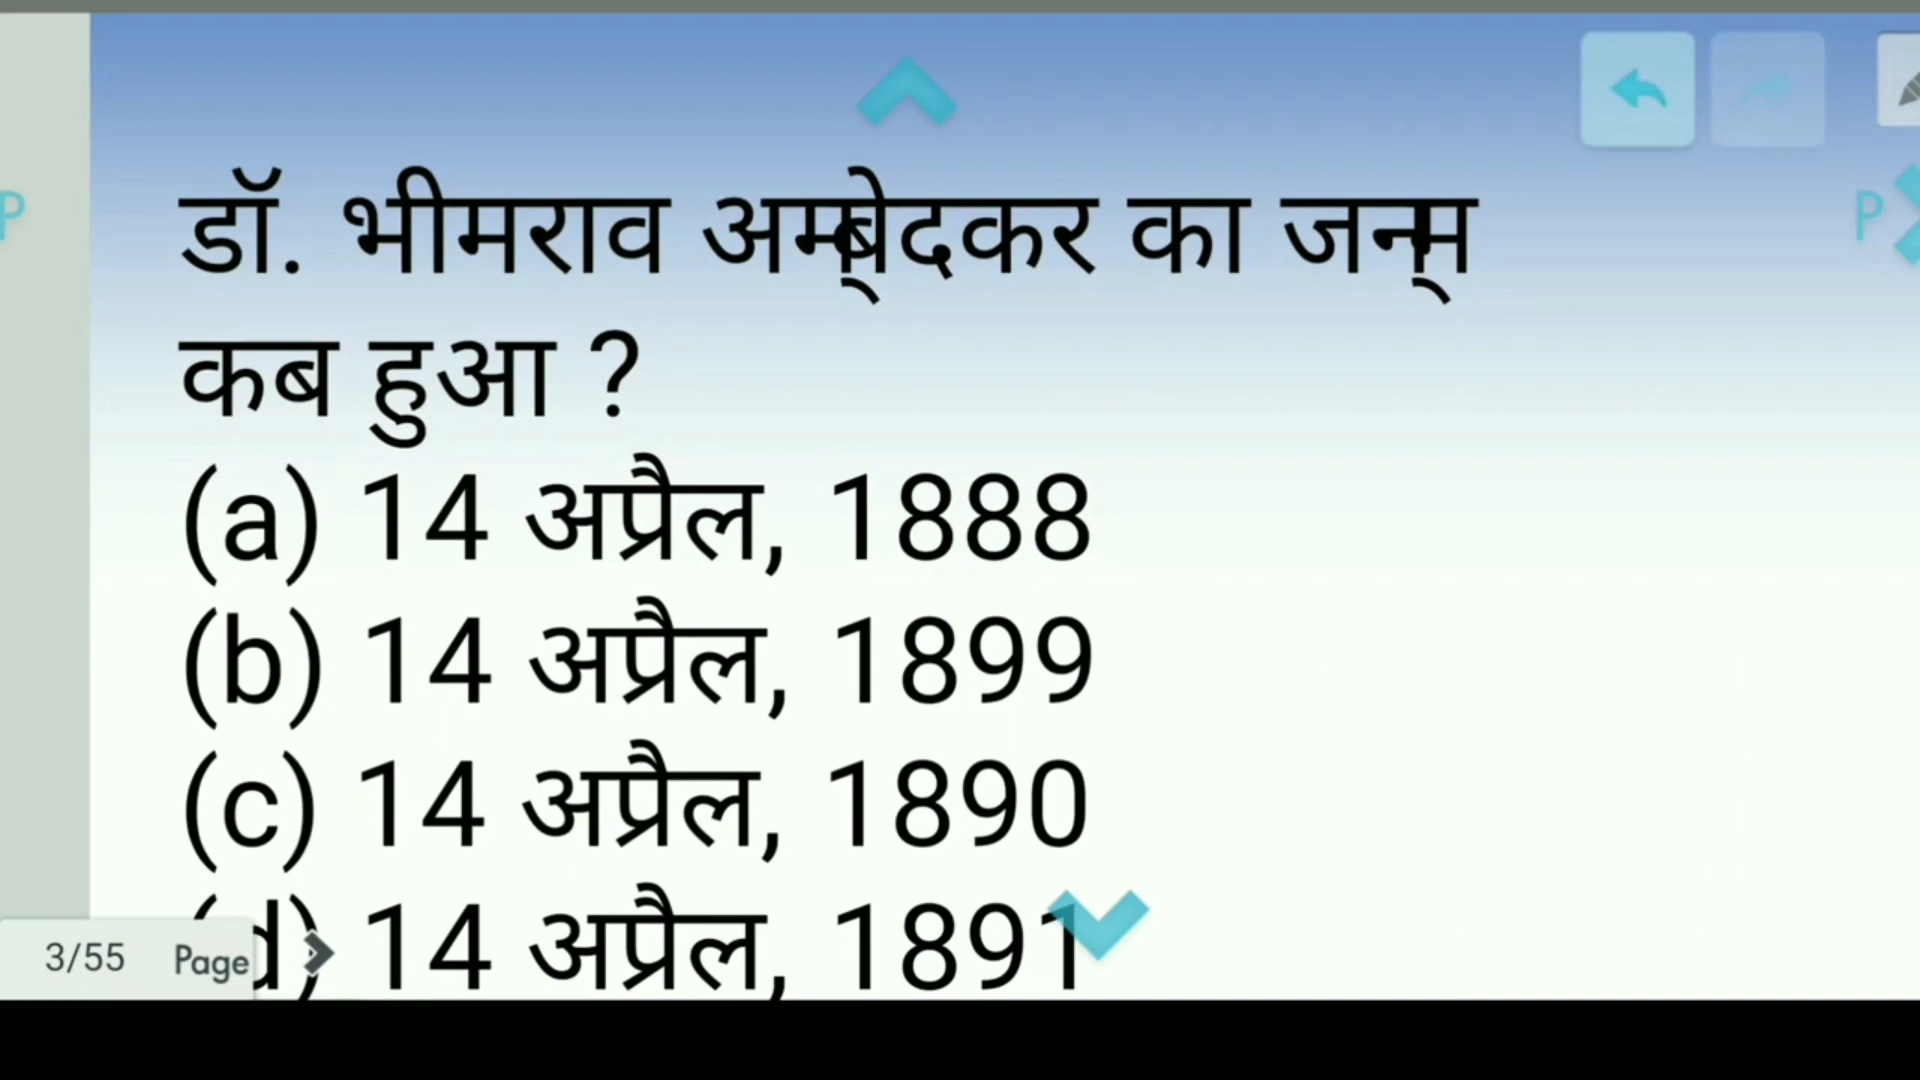 P
डॉ. भीमराव अम्बेदकर का जन्म
P
कब हुआ ?
(a) 14 अप्रैल, 1888
(b) 14 अप्रैल, 1899
(c) 14 अप्रैल, 1890
(d) 14 अप्रैल, 1891
3/55 Page